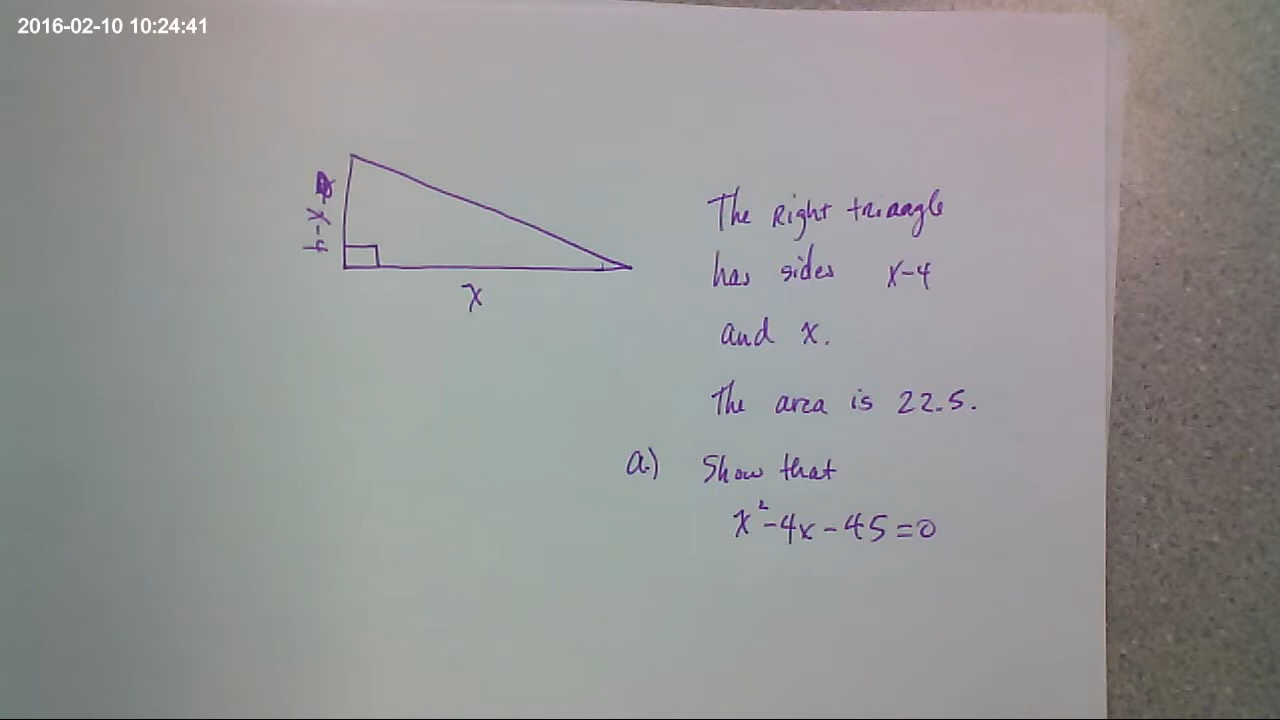 2016-02-10 10:24:41
x-4
x
The Right triangle
has sides x-4
and x.
The area is 22.5.
a.) Show that
x²-4x-45=0